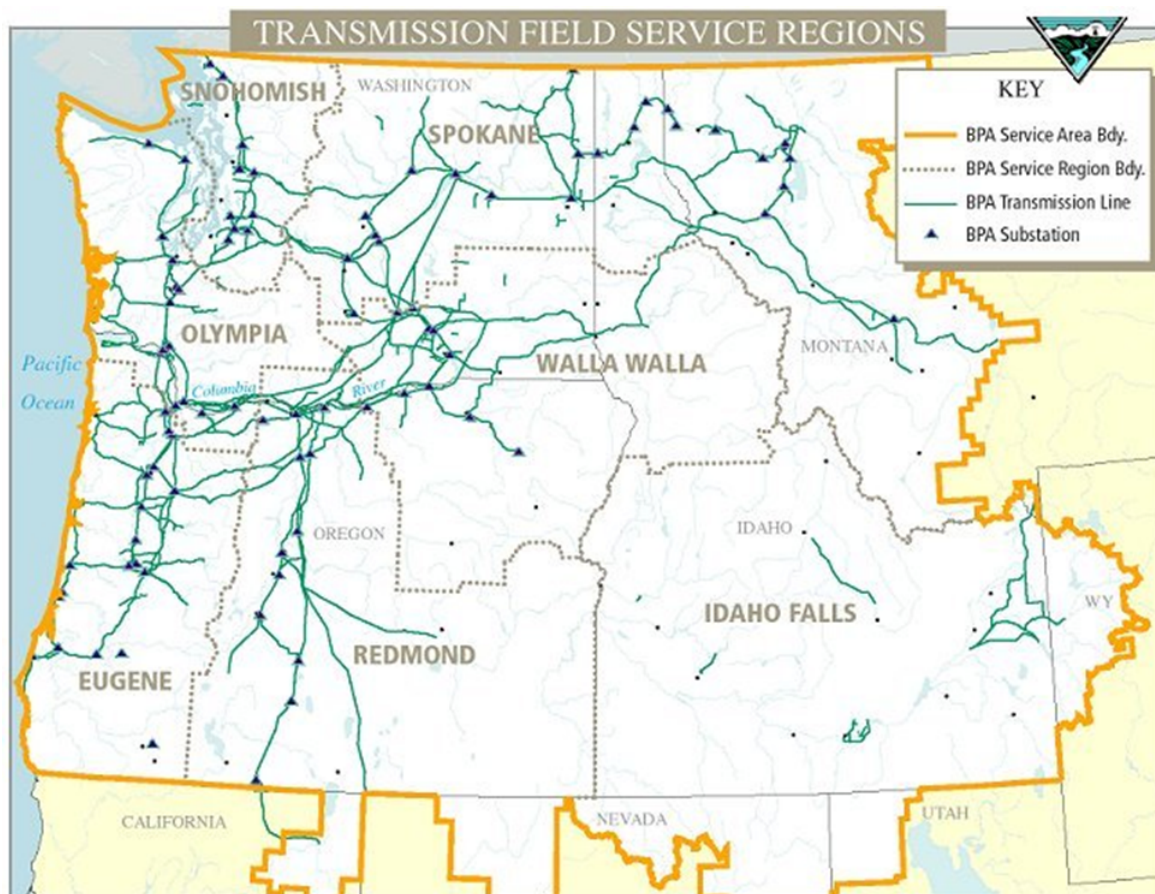 TRANSMISSION FIELD SERVICE REGIONS
KEY
BPA Service Area Bdy.
BPA Service Region Bdy.
BPA Transmission Line
BPA Substation
SNOHOMISH
WASHINGTON
SPOKANE
OLYMPIA
WALLA WALLA
MONTANA
Pacific
Ocean
Columbia
River
OREGON
IDAHO
IDAHO FALLS
WY
REDMOND
EUGENE
CALIFORNIA
NEVADA
UTAH